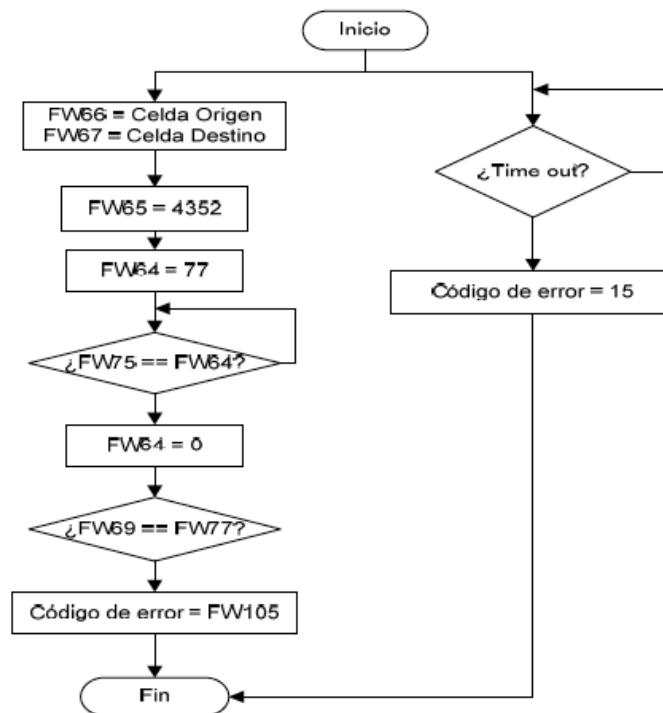 Inicio
FW66 = Celda Origen
FW67 = Celda Destino
¿Time out?
FW65 = 4352
FW64 = 77
Código de error = 15
¿FW75 == FW64?
FW64 = 0
¿FW69 == FW77?
Código de error = FW105
Fin